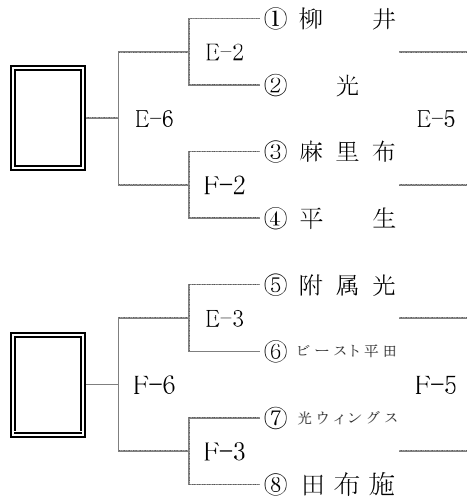 ① 柳 井
E-2
② 光
E-6
E-5
③ 麻里布
F-2
④ 平 生
⑤ 附属光
E-3
⑥ ビースト平田
F-6
F-5
⑦ 光ウィングス
F-3
⑧ 田布施